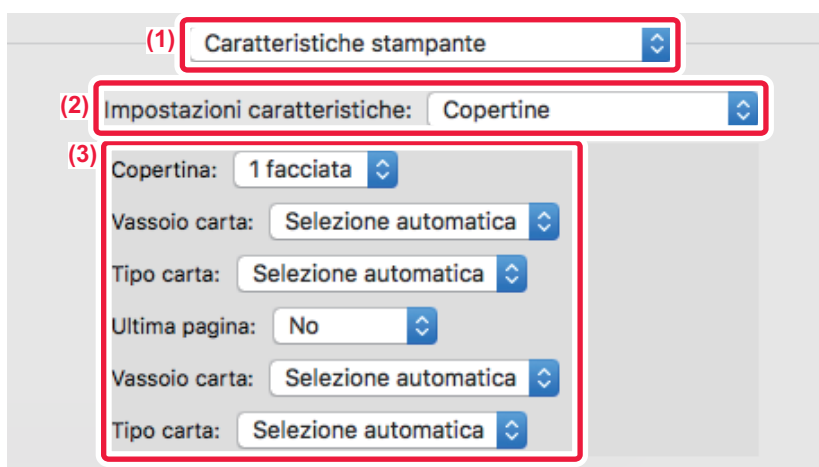 (1) Caratteristiche stampante
(2) Impostazioni caratteristiche: Copertine
(3)
Copertina: 1 facciata
Vassoio carta: Selezione automatica
Tipo carta: Selezione automatica
Ultima pagina: No
Vassoio carta: Selezione automatica
Tipo carta: Selezione automatica